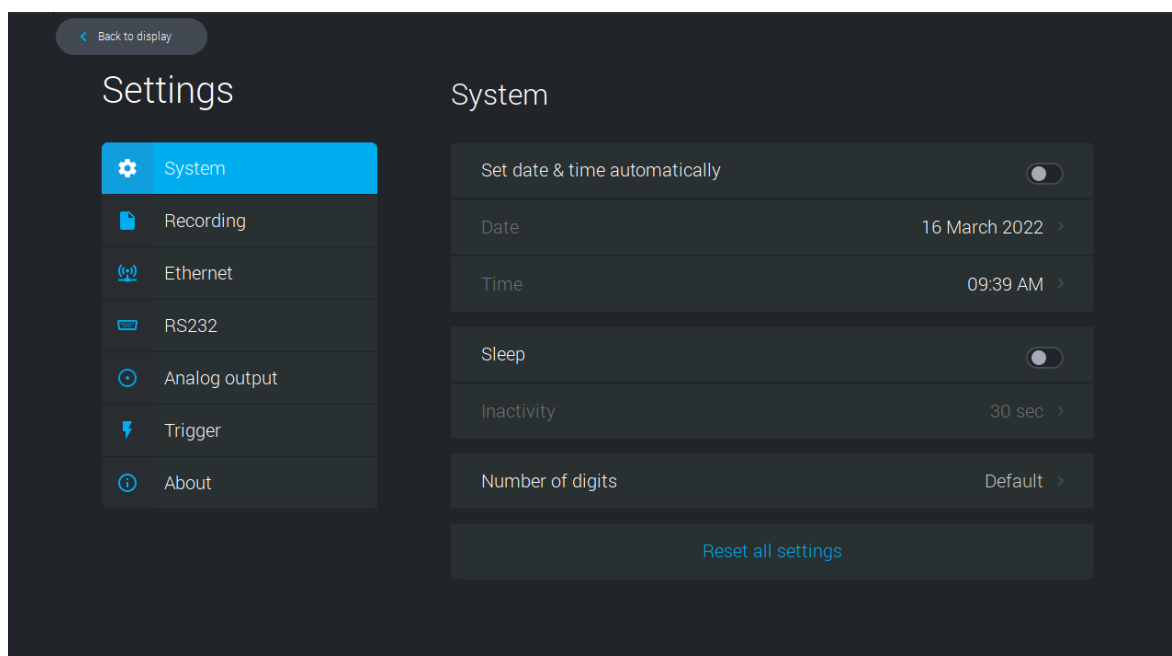 Back to display
Settings
System
Recording
Ethernet
RS232
Analog output
Trigger
About
System
Set date & time automatically
Date 16 March 2022
Time 09:39 AM
Sleep
Inactivity 30 sec
Number of digits Default
Reset all settings